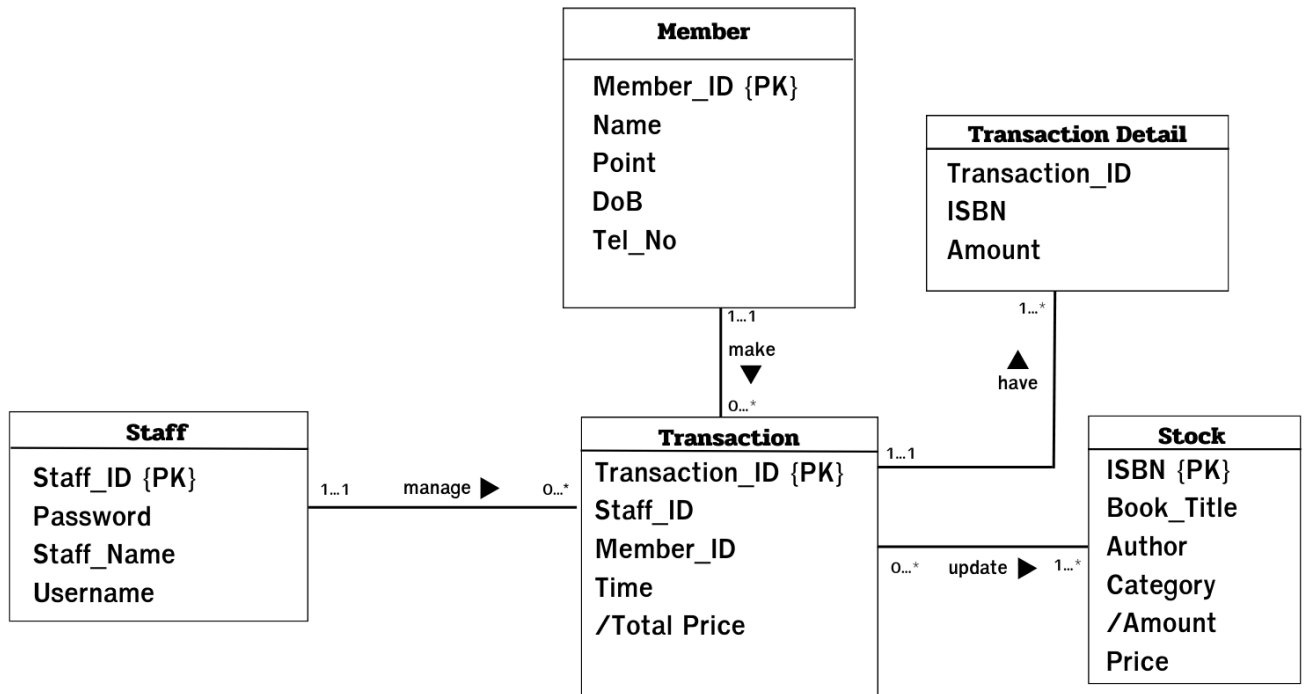 Member
Member_ID {PK}
Name
Point
DoB
Tel_No
Transaction Detail
Transaction_ID
ISBN
Amount
1...1
make
▼
0...*
1...*
▲
have
Staff
Staff_ID {PK}
Password
Staff_Name
Username
1...1 manage ▶ 0...*
Transaction
Transaction_ID {PK}
Staff_ID
Member_ID
Time
/Total Price
1...1
0...* update ▶ 1...*
Stock
ISBN {PK}
Book_Title
Author
Category
/Amount
Price